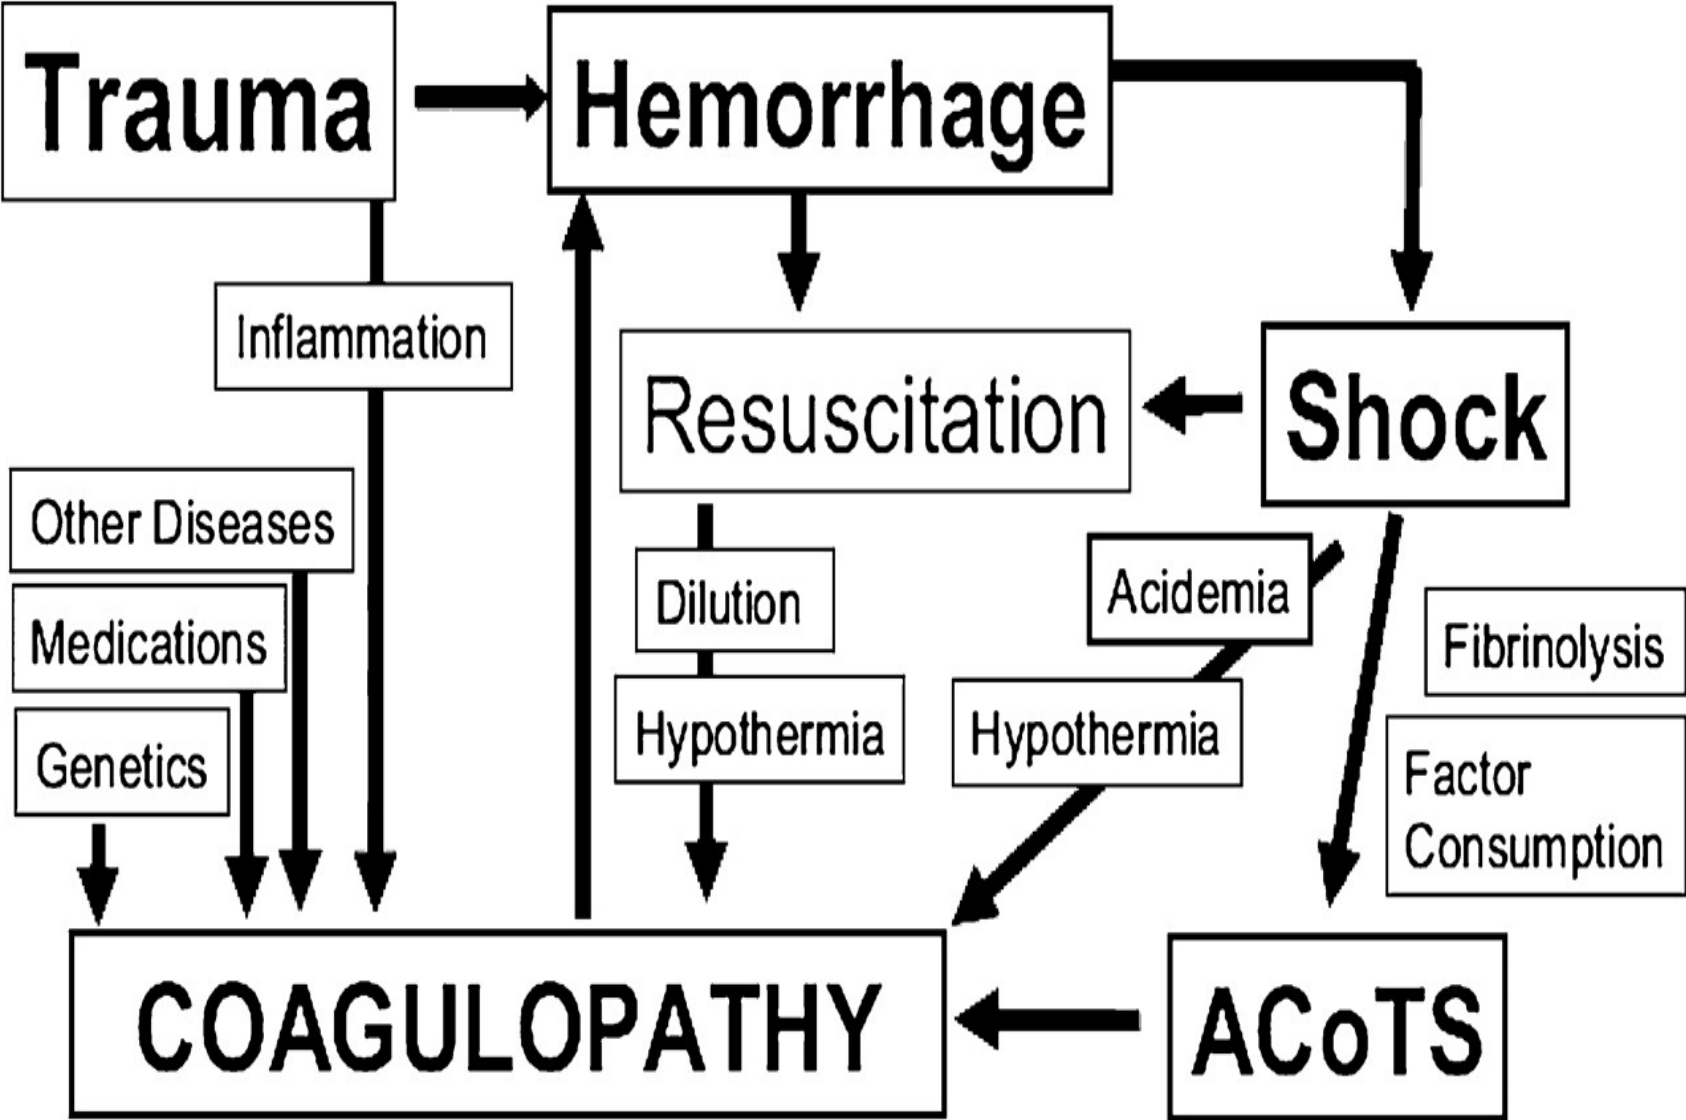 Trauma
Hemorrhage
Inflammation
Resuscitation
Shock
Other Diseases
Medications
Genetics
Dilution
Hypothermia
Acidemia
Hypothermia
Fibrinolysis
Factor
Consumption
COAGULOPATHY
ACoTS